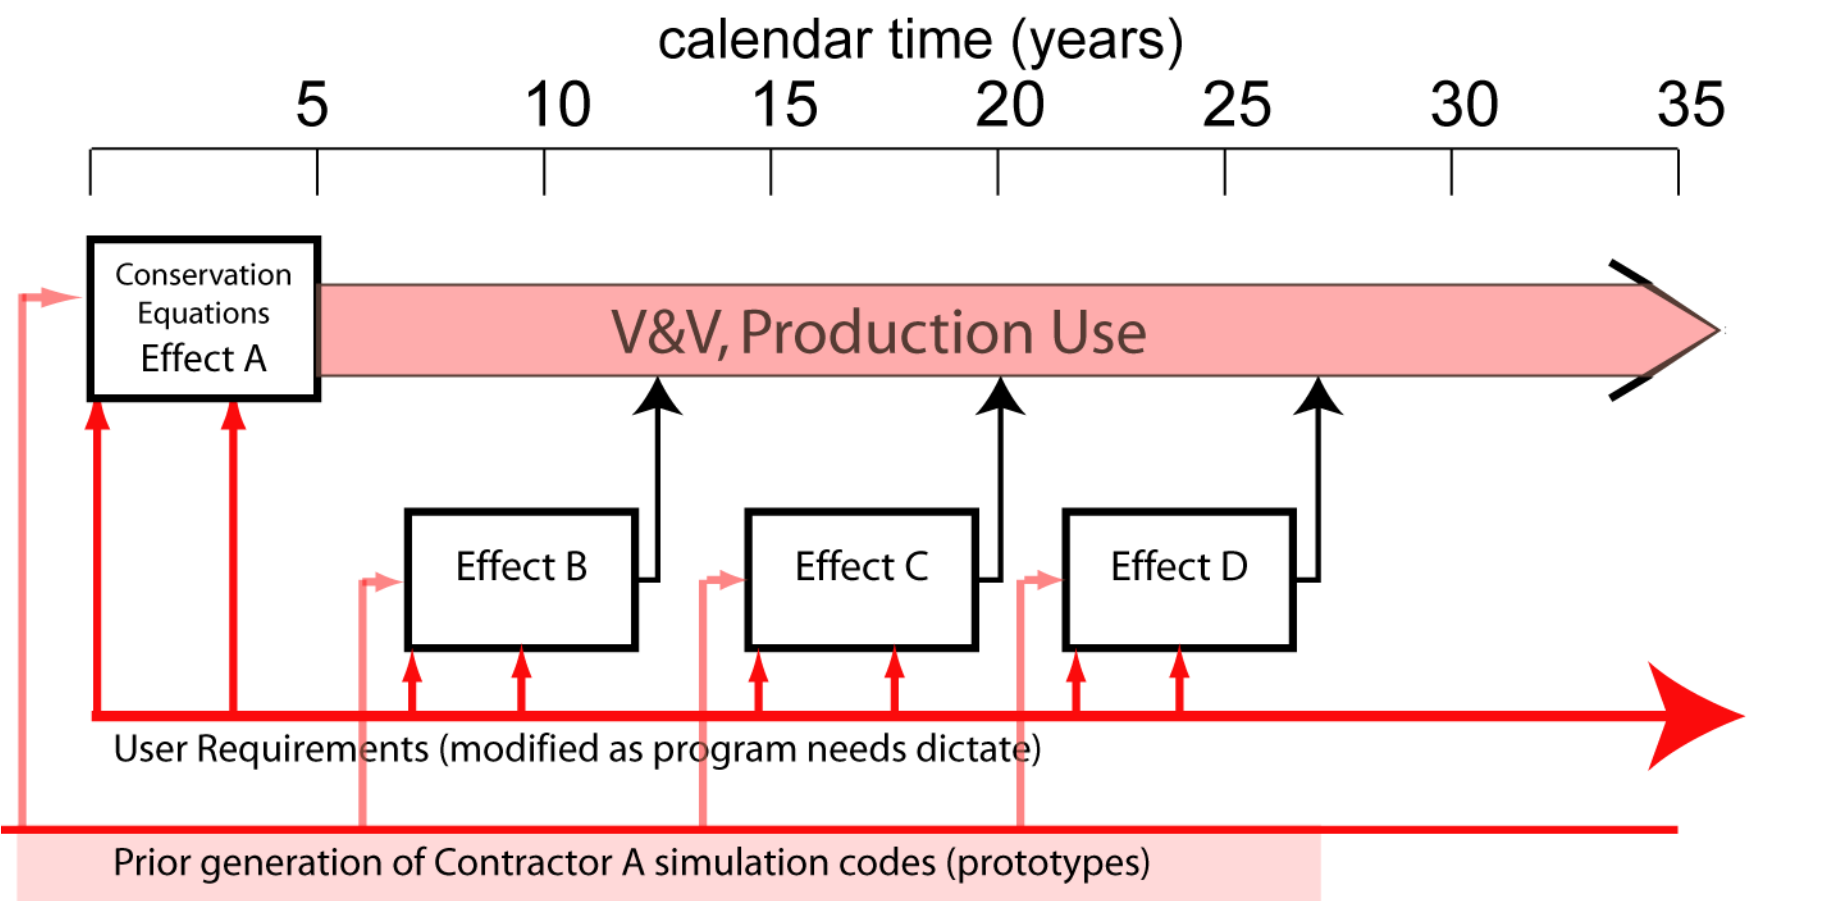 calendar time (years)
5 10 15 20 25 30 35
Conservation
Equations
Effect A
V&V, Production Use
Effect B
Effect C
Effect D
User Requirements (modified as program needs dictate)
Prior generation of Contractor A simulation codes (prototypes)